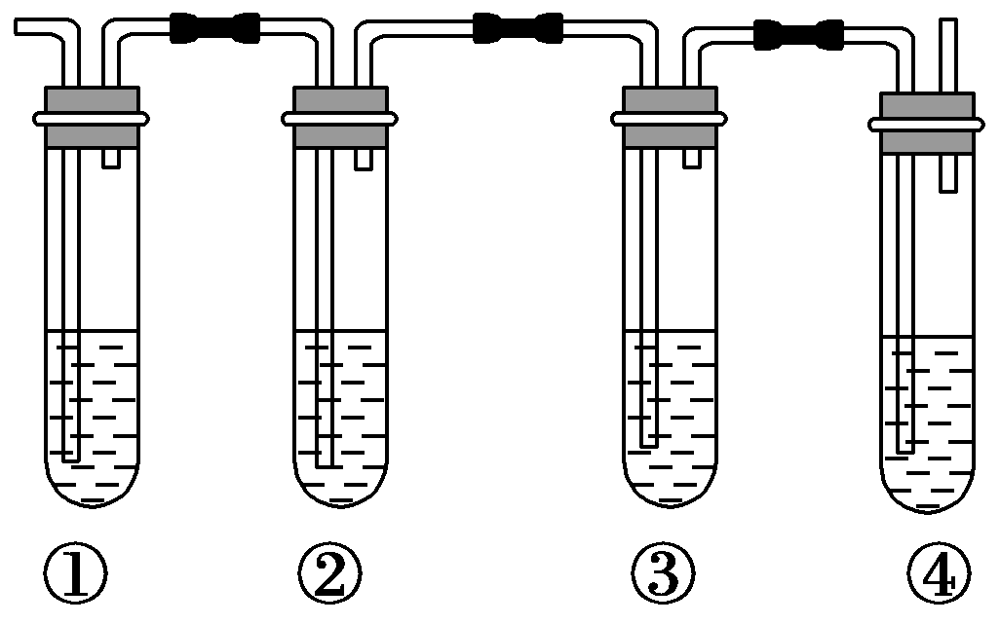 ① ② ③ ④